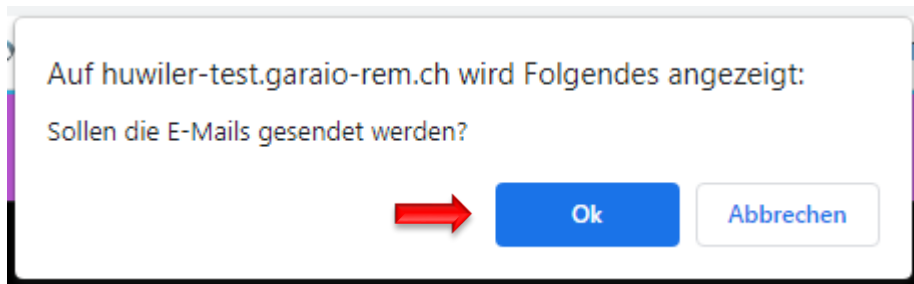 Auf huwiler-test.garaio-rem.ch wird Folgendes angezeigt:
Sollen die E-Mails gesendet werden?
Ok
Abbrechen